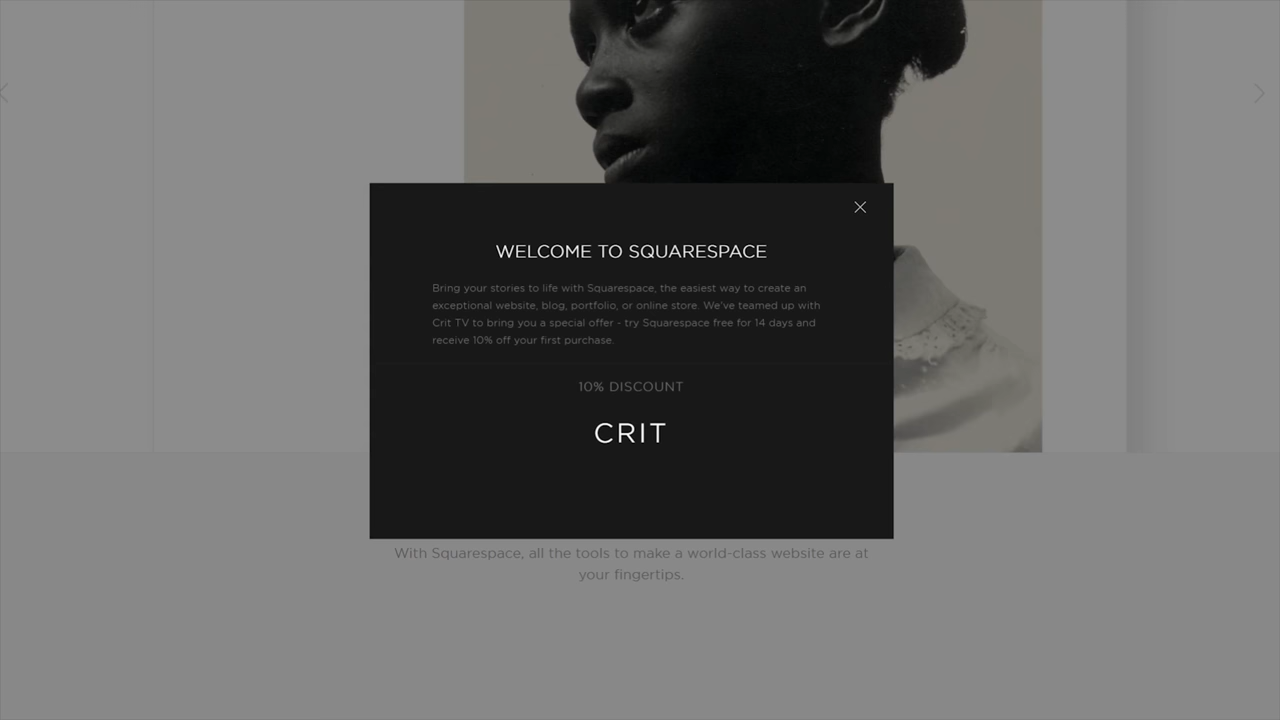 WELCOME TO SQUARESPACE
Bring your stories to life with Squarespace, the easiest way to create an
exceptional website, blog, portfolio, or online store. We've teamed up with
Crit TV to bring you a special offer - try Squarespace free for 14 days and
receive 10% off your first purchase.
10% DISCOUNT
CRIT
With Squarespace, all the tools to make a world-class website are at
your fingertips.